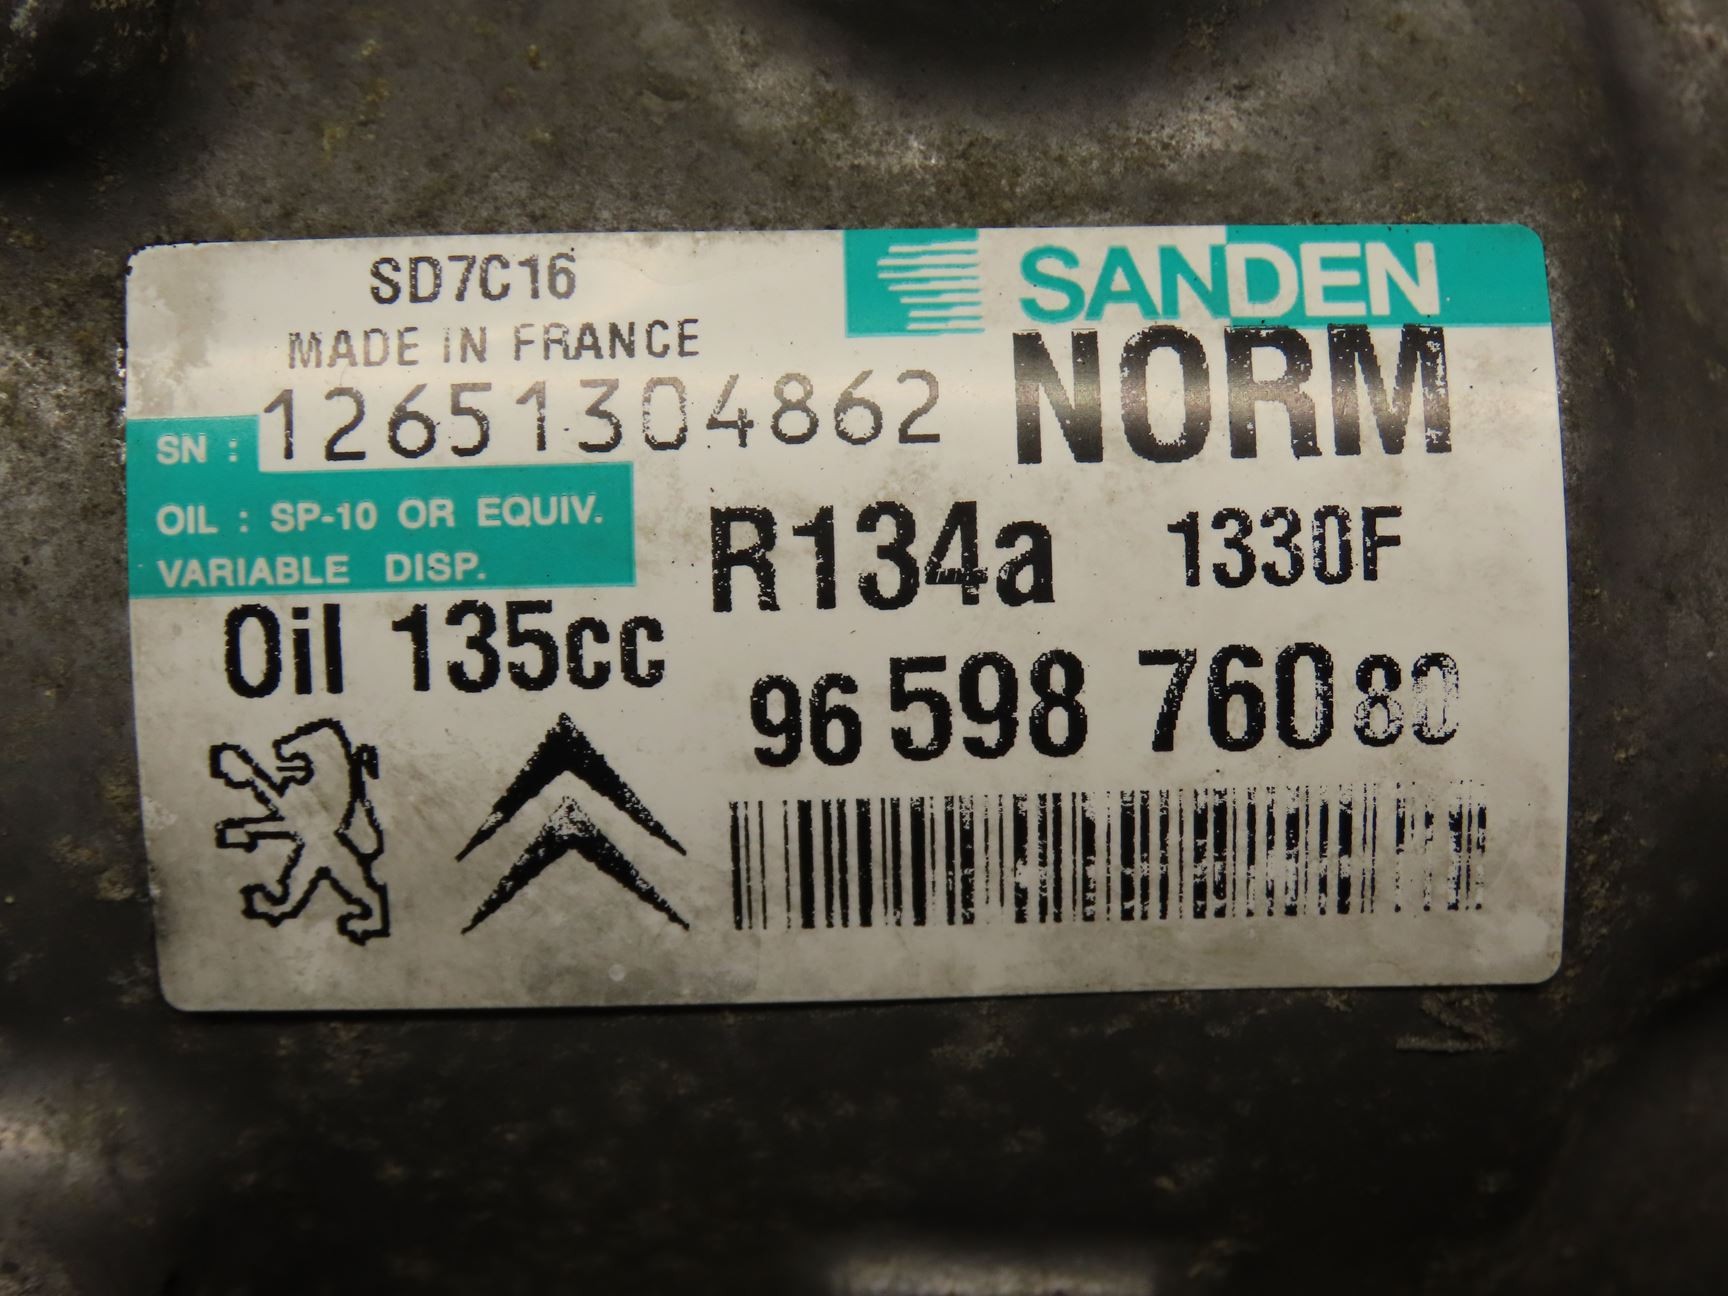 SD7C16
SANDEN
MADE IN FRANCE
NORM
SN : 12651304862
OIL : SP-10 OR EQUIV.
VARIABLE DISP.
R134a 1330F
Oil 135cc
96 598 760 80